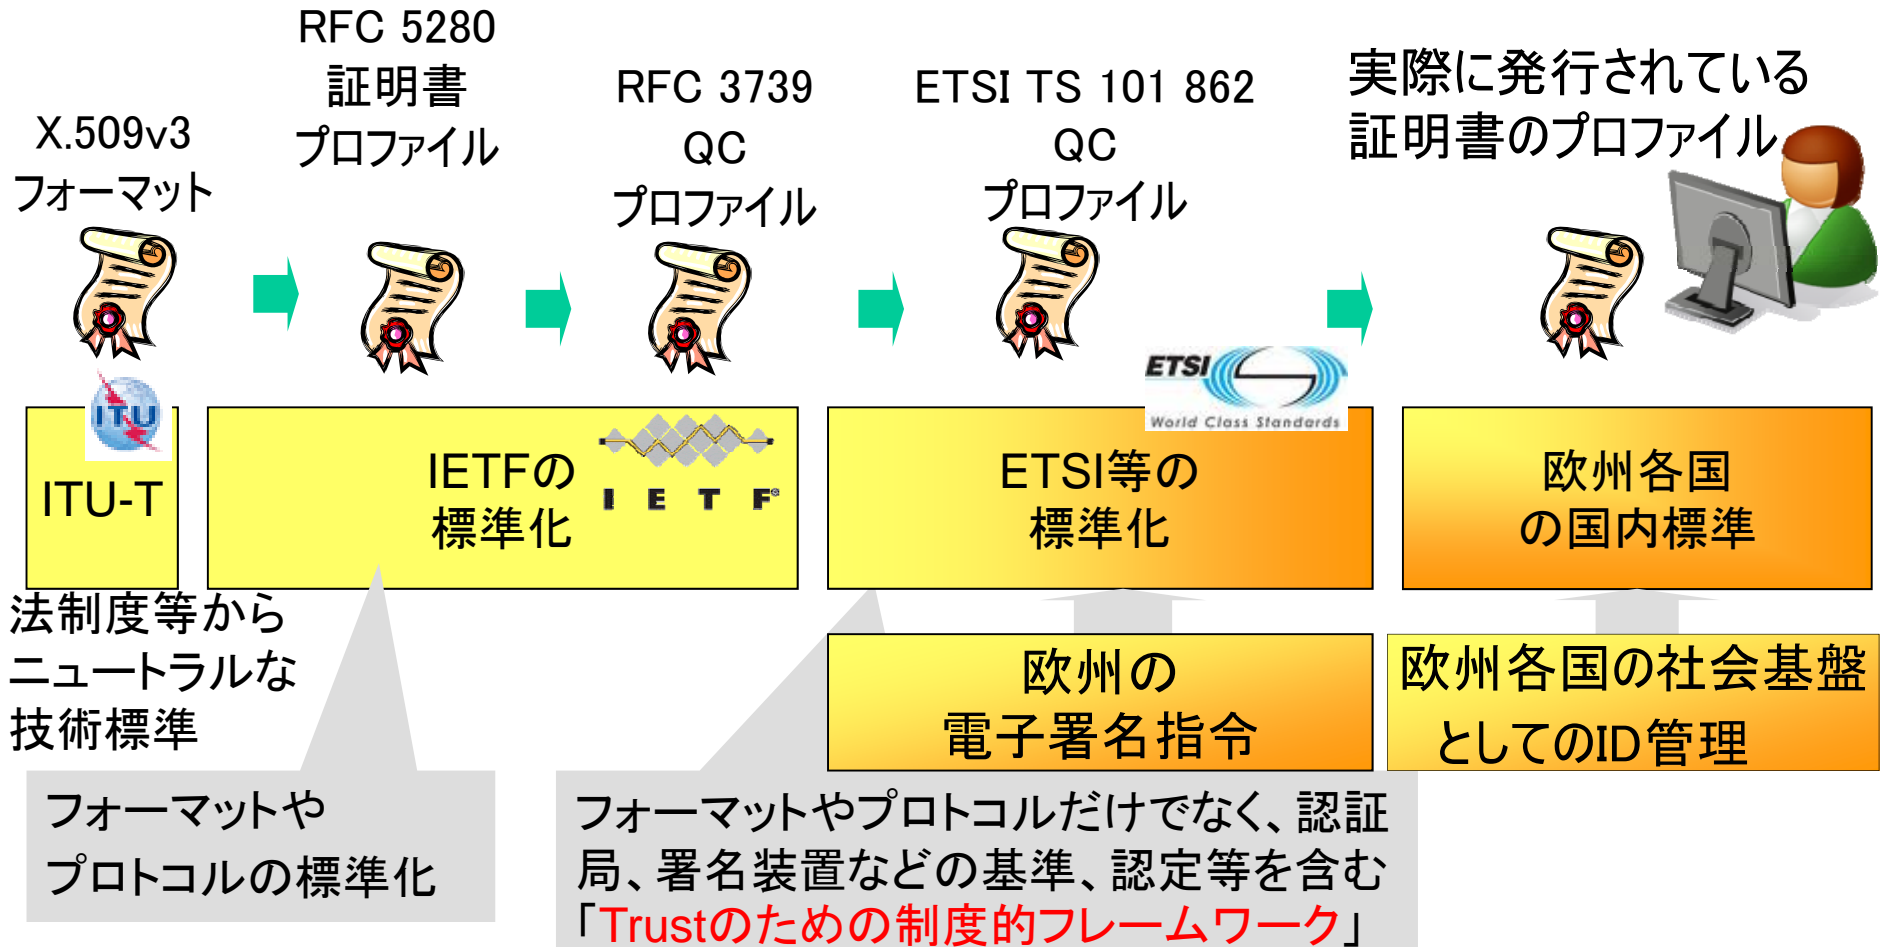 X.509v3
フォーマット
RFC 5280
証明書
プロファイル
RFC 3739
QC
プロファイル
ETSI TS 101 862
QC
プロファイル
実際に発行されている
証明書のプロファイル
ITU
ITU-T
IETFの
標準化
I E T F®
ETSI
World Class Standards
ETSI等の
標準化
欧州各国
の国内標準
法制度等から
ニュートラルな
技術標準
欧州の
電子署名指令
欧州各国の社会基盤
としてのID管理
フォーマットや
プロトコルの標準化
フォーマットやプロトコルだけでなく、認証
局、署名装置などの基準、認定等を含む
「Trustのための制度的フレームワーク」